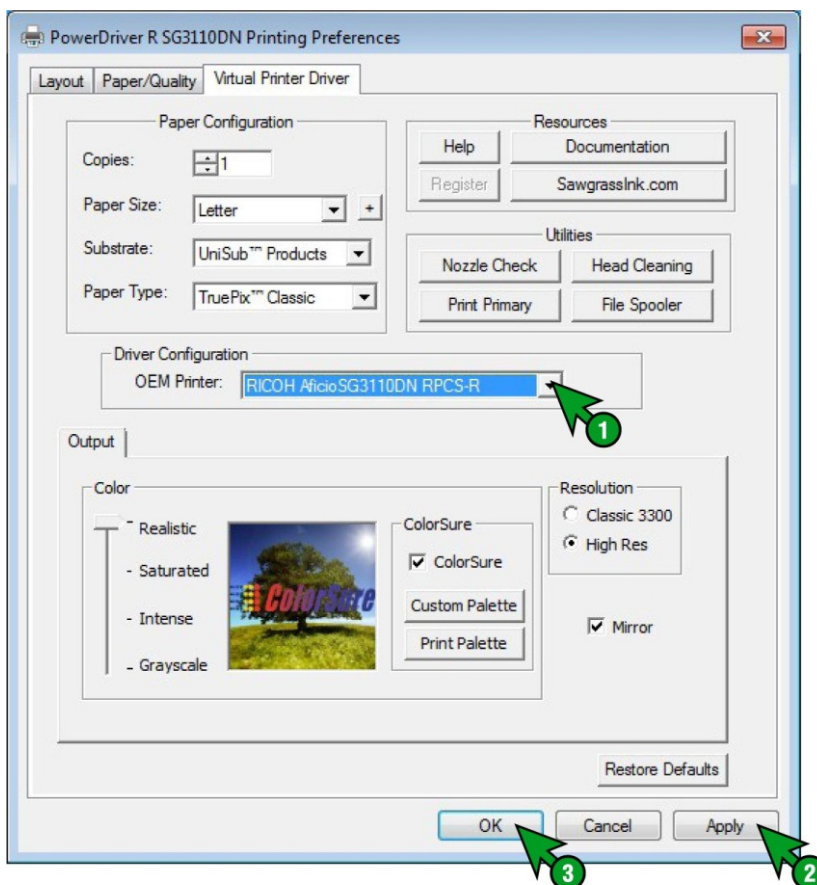 PowerDriver R SG3110DN Printing Preferences
Layout Paper/Quality Virtual Printer Driver
Paper Configuration
Copies: 1
Paper Size: Letter +
Substrate: UniSub™ Products
Paper Type: TruePix™ Classic
Resources
Help Documentation
Register SawgrassInk.com
Utilities
Nozzle Check Head Cleaning
Print Primary File Spooler
Driver Configuration
OEM Printer: RICOH AficioSG3110DN RPCS-R
1
Output
Color
- Realistic
- Saturated
- Intense
- Grayscale
ColorSure
ColorSure
ColorSure
Custom Palette
Print Palette
Resolution
Classic 3300
High Res
Mirror
Restore Defaults
OK Cancel Apply
3 2